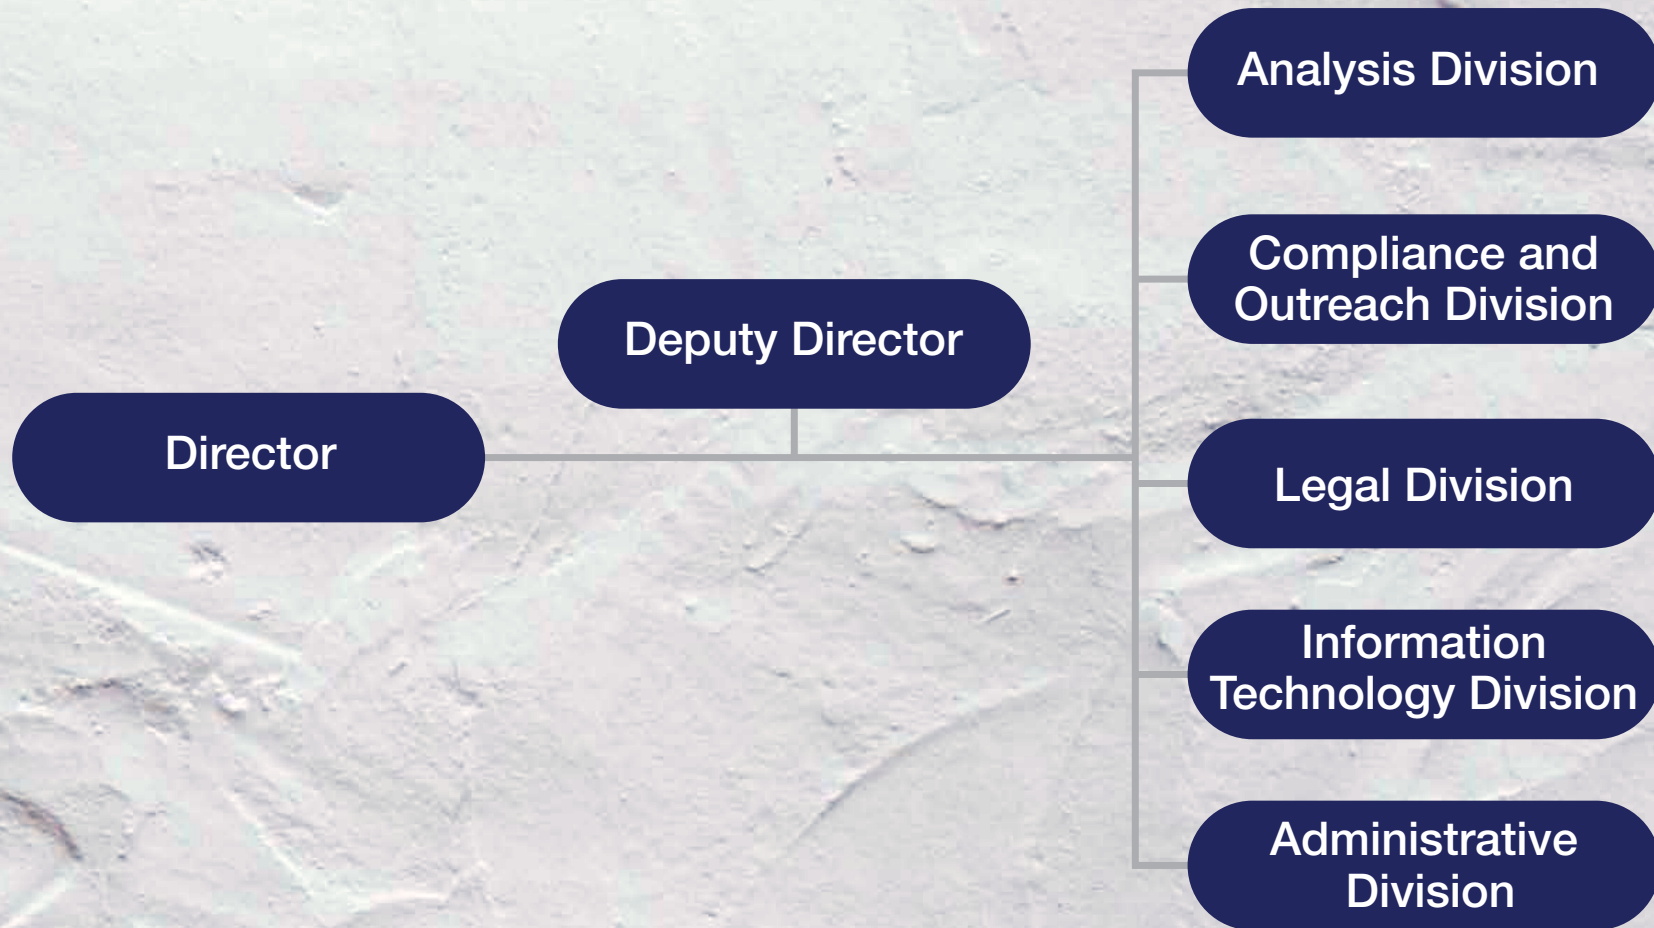 Director
Deputy Director
Analysis Division
Compliance and
Outreach Division
Legal Division
Information
Technology Division
Administrative
Division